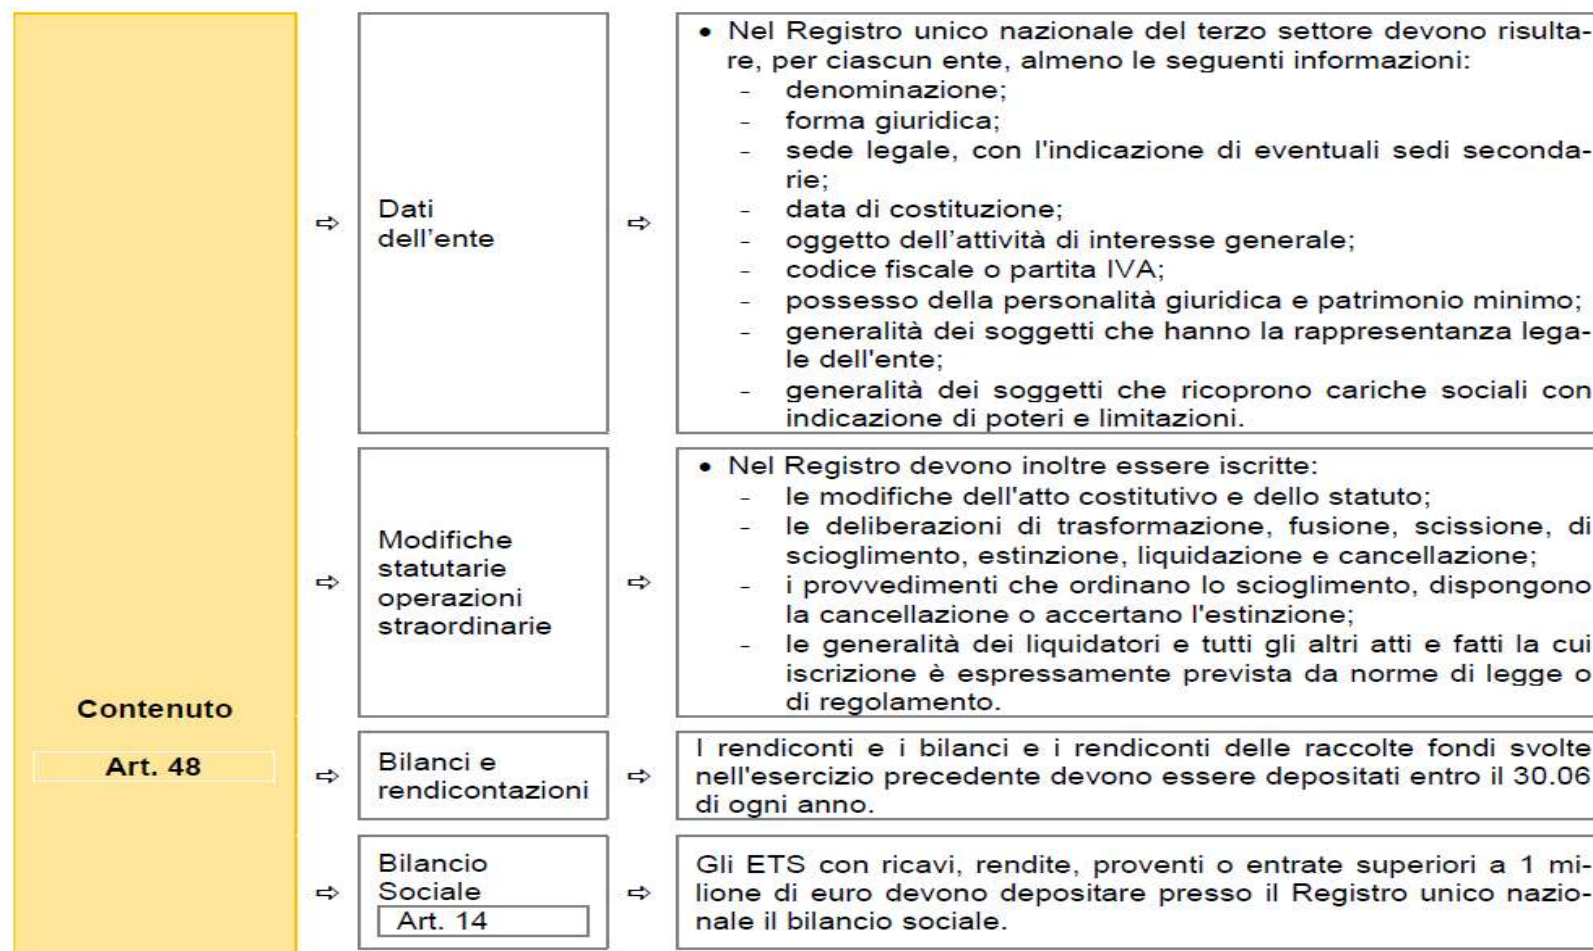 Contenuto
Art. 48
⇨
Dati
dell’ente
⇨
• Nel Registro unico nazionale del terzo settore devono risulta-
re, per ciascun ente, almeno le seguenti informazioni:
- denominazione;
- forma giuridica;
- sede legale, con l'indicazione di eventuali sedi seconda-
rie;
- data di costituzione;
- oggetto dell’attività di interesse generale;
- codice fiscale o partita IVA;
- possesso della personalità giuridica e patrimonio minimo;
- generalità dei soggetti che hanno la rappresentanza lega-
le dell'ente;
- generalità dei soggetti che ricoprono cariche sociali con
indicazione di poteri e limitazioni.
⇨
Modifiche
statutarie
operazioni
straordinarie
⇨
• Nel Registro devono inoltre essere iscritte:
- le modifiche dell'atto costitutivo e dello statuto;
- le deliberazioni di trasformazione, fusione, scissione, di
scioglimento, estinzione, liquidazione e cancellazione;
- i provvedimenti che ordinano lo scioglimento, dispongono
la cancellazione o accertano l'estinzione;
- le generalità dei liquidatori e tutti gli altri atti e fatti la cui
iscrizione è espressamente prevista da norme di legge o
di regolamento.
⇨
Bilanci e
rendicontazioni
⇨
I rendiconti e i bilanci e i rendiconti delle raccolte fondi svolte
nell'esercizio precedente devono essere depositati entro il 30.06
di ogni anno.
⇨
Bilancio
Sociale
Art. 14
⇨
Gli ETS con ricavi, rendite, proventi o entrate superiori a 1 mi-
lione di euro devono depositare presso il Registro unico nazio-
nale il bilancio sociale.